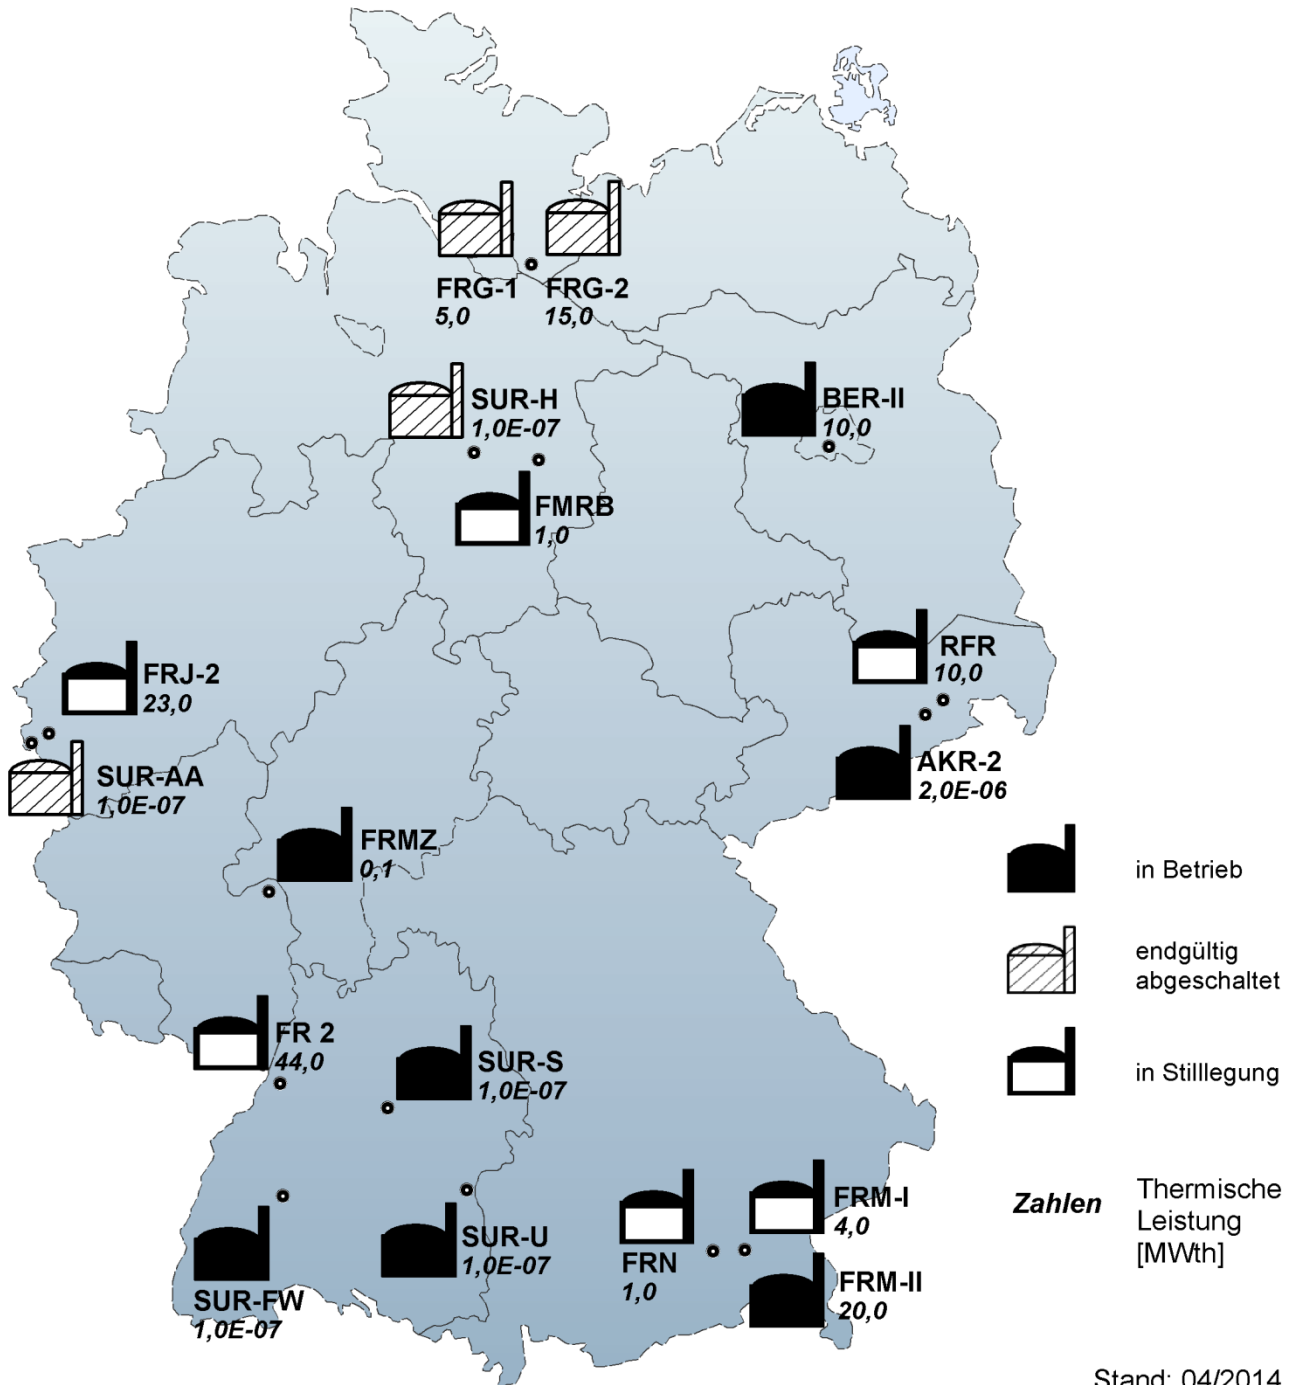 FRG-1
5,0
FRG-2
15,0
SUR-H
1,0E-07
BER-II
10,0
FMRB
1,0
FRJ-2
23,0
RFR
10,0
SUR-AA
1,0E-07
AKR-2
2,0E-06
FRMZ
0,1
in Betrieb
endgültig
abgeschaltet
FR 2
44,0
SUR-S
1,0E-07
in Stilllegung
FRM-I
4,0
Zahlen
Thermische
Leistung
[MWth]
SUR-U
1,0E-07
FRN
1,0
SUR-FW
1,0E-07
FRM-II
20,0
Stand: 04/2014